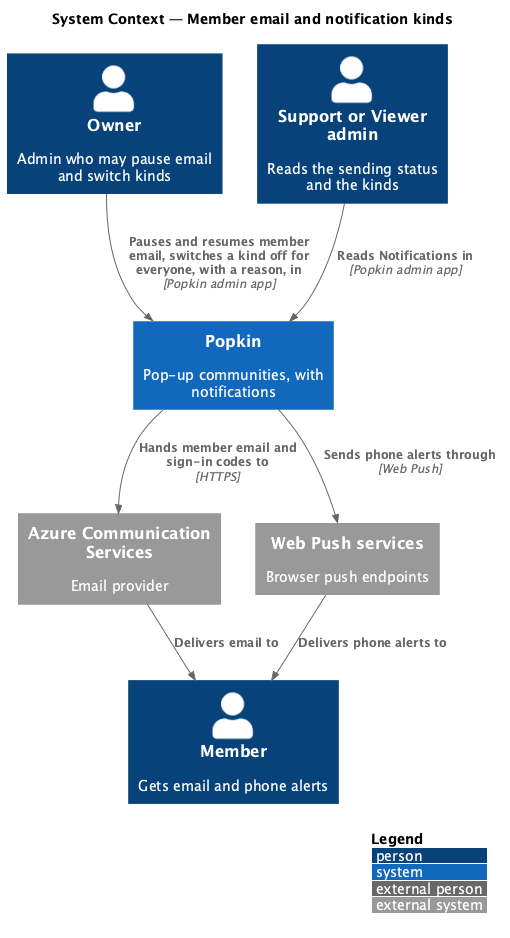 System Context — Member email and notification kinds
Owner
Admin who may pause email
and switch kinds
Support or Viewer
admin
Reads the sending status
and the kinds
Pauses and resumes member
email, switches a kind off for
everyone, with a reason, in
[Popkin admin app]
Reads Notifications in
[Popkin admin app]
Popkin
Pop-up communities, with
notifications
Hands member email and
sign-in codes to
[HTTPS]
Sends phone alerts through
[Web Push]
Azure Communication
Services
Email provider
Web Push services
Browser push endpoints
Delivers email to
Delivers phone alerts to
Member
Gets email and phone alerts
Legend
person
system
external person
external system